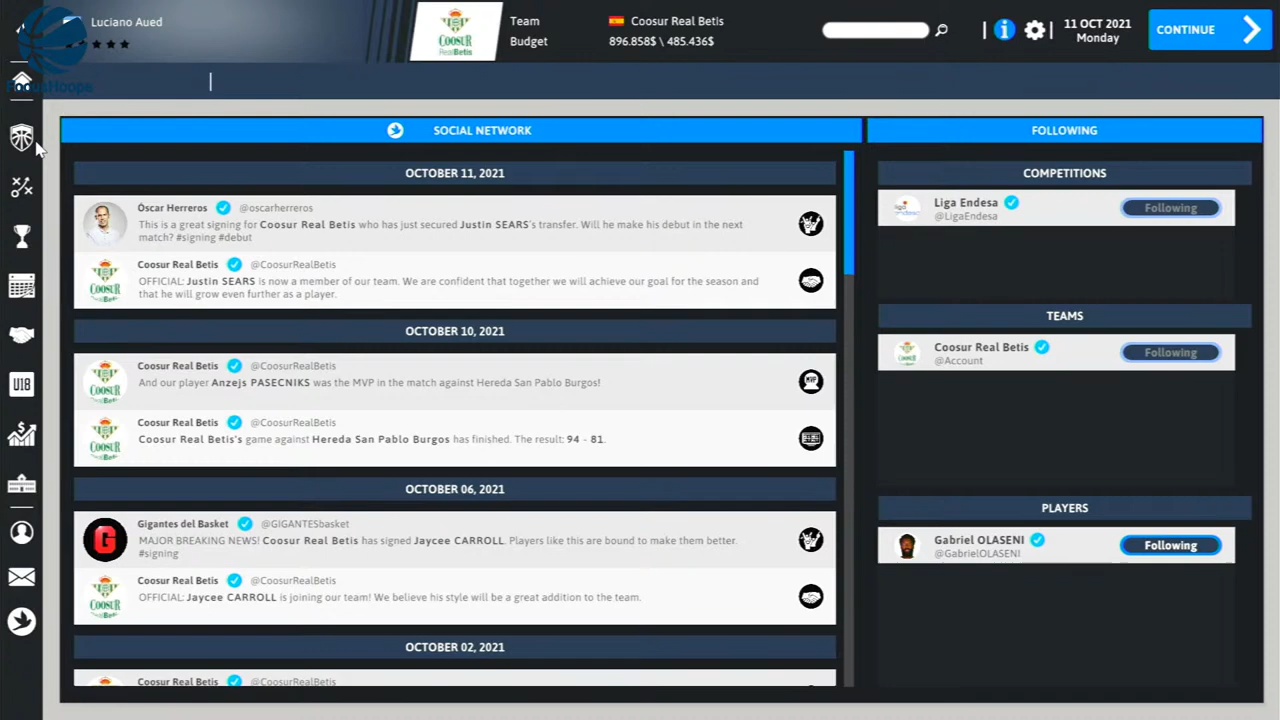 Luciano Aued
Team
Budget
Coosur Real Betis
896.858$ \ 485.436$
11 OCT 2021
Monday
CONTINUE
FocusHoops
COOSUR
RealBetis
SOCIAL NETWORK
OCTOBER 11, 2021
Òscar Herreros @oscarherreros
This is a great signing for Coosur Real Betis who has just secured Justin SEARS's transfer. Will he make his debut in the next
match? #signing #debut
Coosur Real Betis @CoosurRealBetis
OFFICIAL: Justin SEARS is now a member of our team. We are confident that together we will achieve our goal for the season and
that he will grow even further as a player.
OCTOBER 10, 2021
Coosur Real Betis @CoosurRealBetis
And our player Anzejs PASECNIKS was the MVP in the match against Hereda San Pablo Burgos!
Coosur Real Betis @CoosurRealBetis
Coosur Real Betis's game against Hereda San Pablo Burgos has finished. The result: 94 - 81.
OCTOBER 06, 2021
Gigantes del Basket @GIGANTESbasket
MAJOR BREAKING NEWS! Coosur Real Betis has signed Jaycee CARROLL. Players like this are bound to make them better.
#signing
Coosur Real Betis @CoosurRealBetis
OFFICIAL: Jaycee CARROLL is joining our team! We believe his style will be a great addition to the team.
OCTOBER 02, 2021
Coosur Real Betis @CoosurRealBetis
FOLLOWING
COMPETITIONS
Liga Endesa
@LigaEndesa
Following
TEAMS
Coosur Real Betis
@Account
Following
PLAYERS
Gabriel OLASENI
@GabrielOLASENI
Following
U18